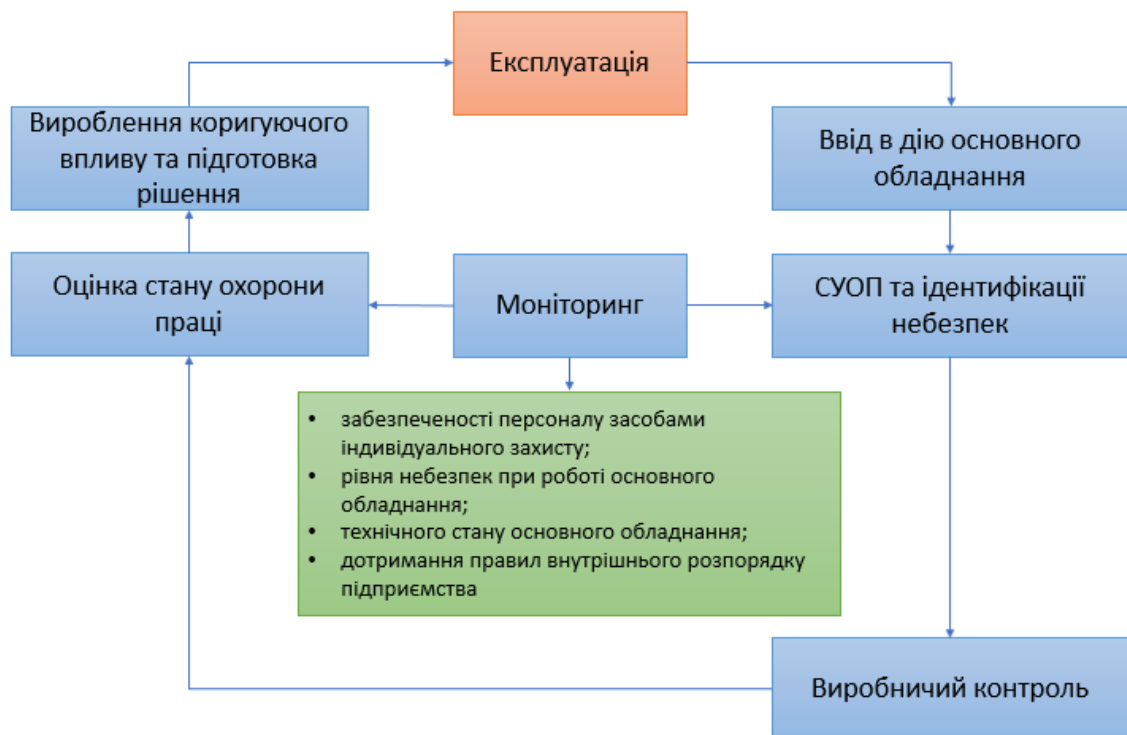 Експлуатація
Вироблення коригуючого
впливу та підготовка
рішення
Ввід в дію основного
обладнання
Оцінка стану охорони
праці
Моніторинг
СУОП та ідентифікації
небезпек
• забезпеченості персоналу засобами
індивідуального захисту;
• рівня небезпек при роботі основного
обладнання;
• технічного стану основного обладнання;
• дотримання правил внутрішнього розпорядку
підприємства
Виробничий контроль